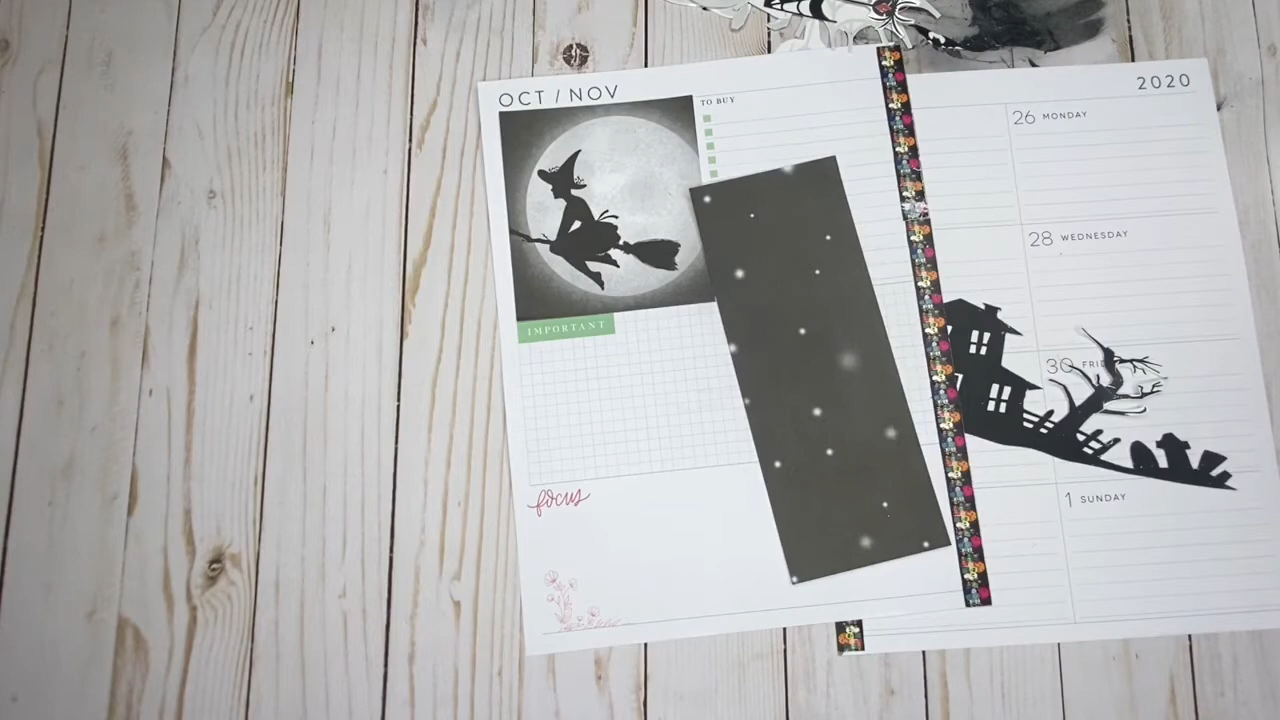 OCT / NOV
TO BUY
IMPORTANT
focus
2020
26 MONDAY
28 WEDNESDAY
30
1 SUNDAY